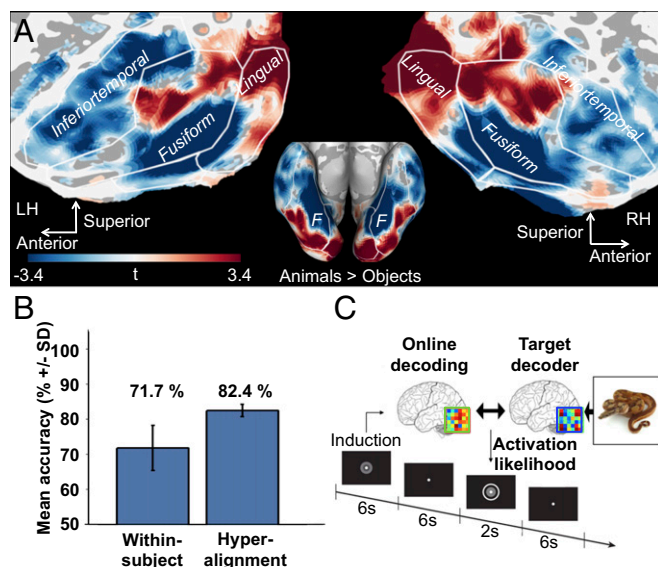 A
Inferiortemporal
Lingual
Fusiform
Lingual
Inferiortemporal
Fusiform
LH
Superior
Anterior
F
F
RH
Superior
Anterior
-3.4
t
3.4
Animals > Objects
B
Mean accuracy (% +/- SD)
100
90
80
70
60
50
71.7 %
82.4 %
Within-
subject
Hyper-
alignment
C
Online
decoding
Target
decoder
Induction
Activation
likelihood
6s
6s
2s
6s